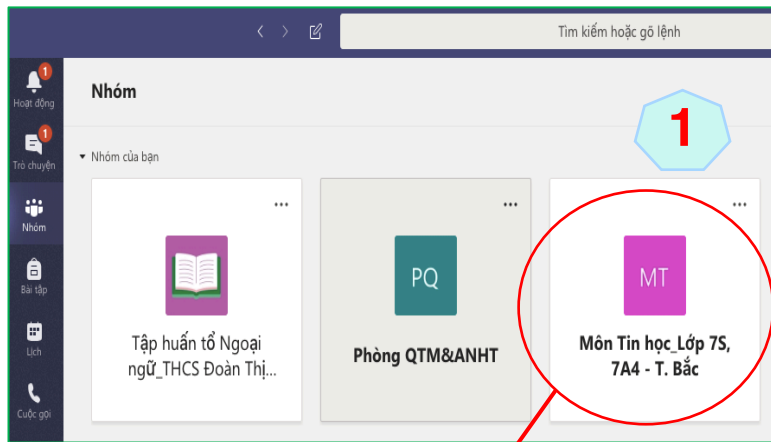 Tìm kiếm hoặc gõ lệnh
Hoạt động
1
Trò chuyện
1
Nhóm
Bài tập
Lịch
Cuộc gọi
Nhóm
1
Nhóm của bạn
Tập huấn tổ Ngoại
ngữ_THCS Đoàn Thị...
PQ
Phòng QTM&ANHT
MT
Môn Tin học_Lớp 7S,
7A4 - T. Bắc